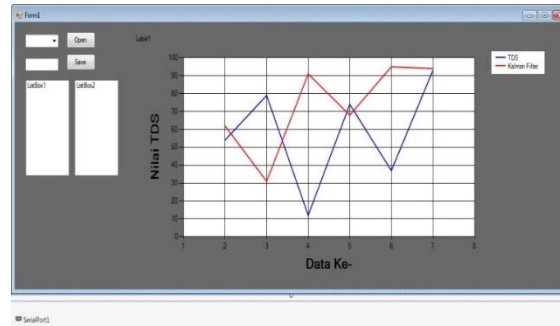 Form1
Open
Label1
Save
ListBox1
ListBox2
TDS
Kalman Filter
Nilai TDS
100
90
80
70
60
50
40
30
20
10
0
1 2 3 4 5 6 7 8
Data Ke-
SerialPort1